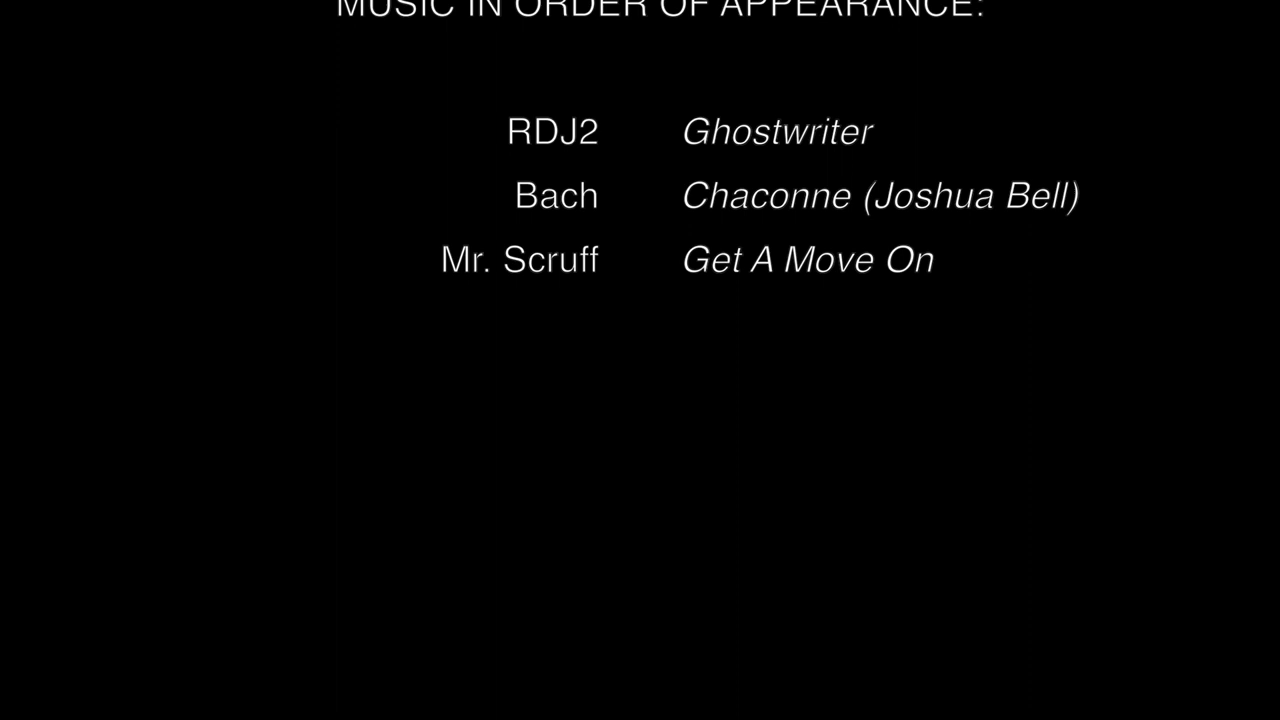 MUSIC IN ORDER OF APPEARANCE:
RDJ2 Ghostwriter
Bach Chaconne (Joshua Bell)
Mr. Scruff Get A Move On